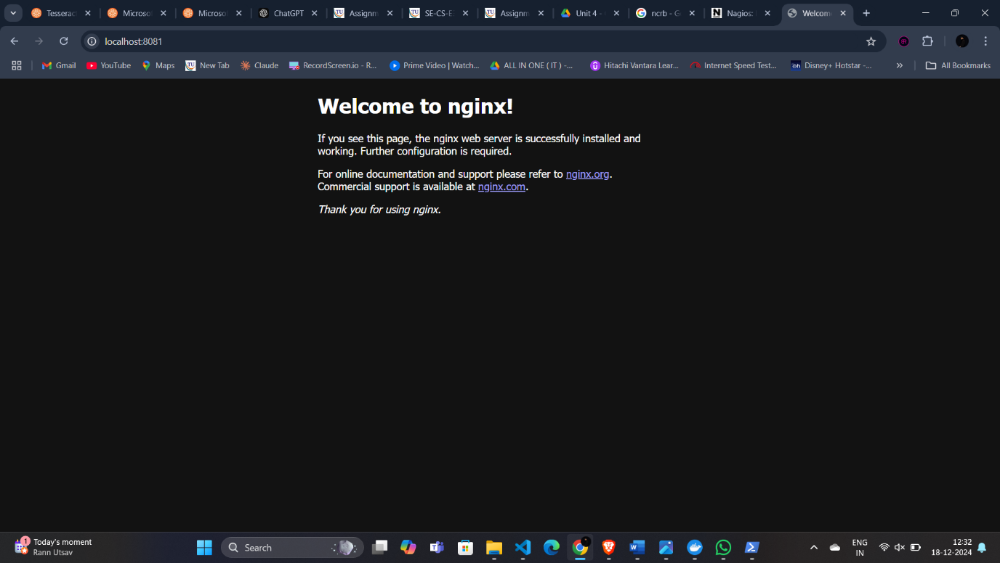 Tesserac
Microsof
Microsof
ChatGPT
Assignm
SE-CS-E
Assignm
Unit 4 -
ncrb - G
Nagios:
Welcome
localhost:8081
Gmail
YouTube
Maps
New Tab
Claude
RecordScreen.io - R...
Prime Video | Watch...
ALL IN ONE ( IT ) -...
Hitachi Vantara Lear...
Internet Speed Test...
Disney+ Hotstar -...
All Bookmarks
Welcome to nginx!
If you see this page, the nginx web server is successfully installed and
working. Further configuration is required.
For online documentation and support please refer to nginx.org.
Commercial support is available at nginx.com.
Thank you for using nginx.
1
Today's moment
Rann Utsav
Search
ENG
IN
12:32
18-12-2024